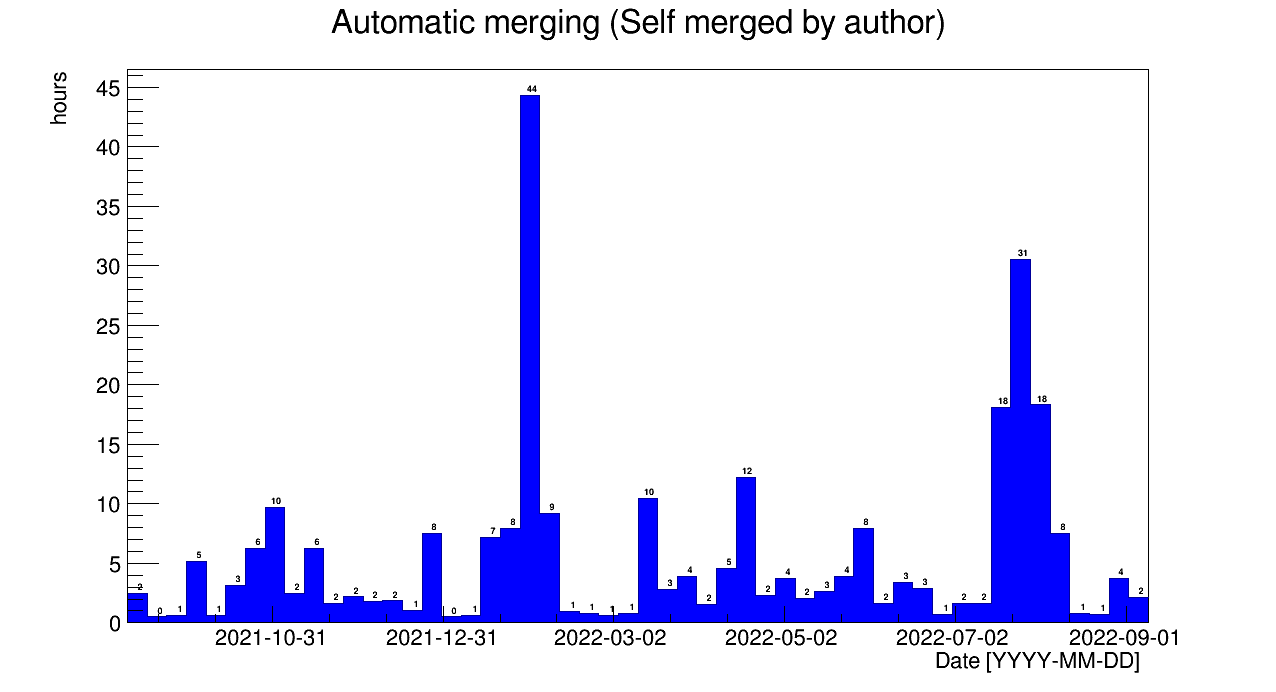 Automatic merging (Self merged by author)
hours
45
40
35
30
25
20
15
10
5
0
2 0 1 5 1 3 6 10 2 6 2 2 2 2 1 8 0 1 7 8 44 9 1 1 1 1 10 3 4 2 5 12 2 4 2 3 4 8 2 3 3 1 2 2 18 31 18 8 1 1 4 2
2021-10-31 2021-12-31 2022-03-02 2022-05-02 2022-07-02 2022-09-01
Date [YYYY-MM-DD]